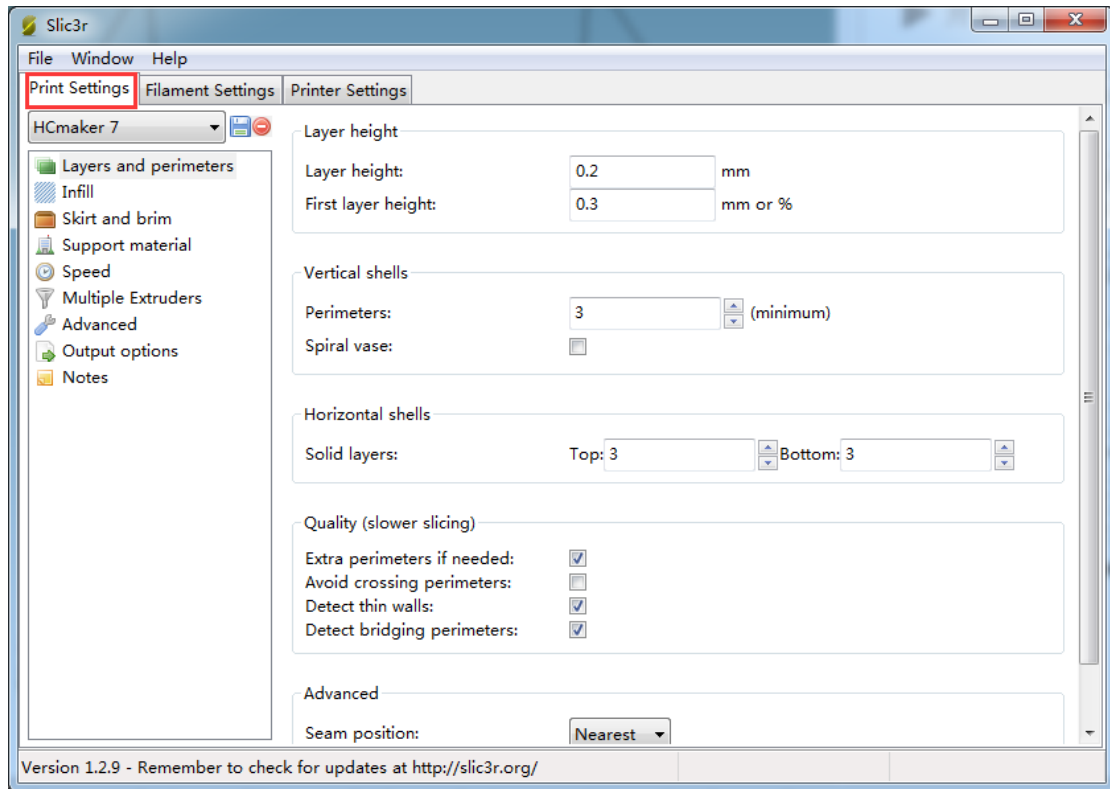 Slic3r
File Window Help
Print Settings Filament Settings Printer Settings
HCmaker 7
Layers and perimeters
Infill
Skirt and brim
Support material
Speed
Multiple Extruders
Advanced
Output options
Notes
Layer height
Layer height: 0.2 mm
First layer height: 0.3 mm or %
Vertical shells
Perimeters: 3 (minimum)
Spiral vase:
Horizontal shells
Solid layers: Top: 3 Bottom: 3
Quality (slower slicing)
Extra perimeters if needed:
Avoid crossing perimeters:
Detect thin walls:
Detect bridging perimeters:
Advanced
Seam position: Nearest
Version 1.2.9 - Remember to check for updates at http://slic3r.org/